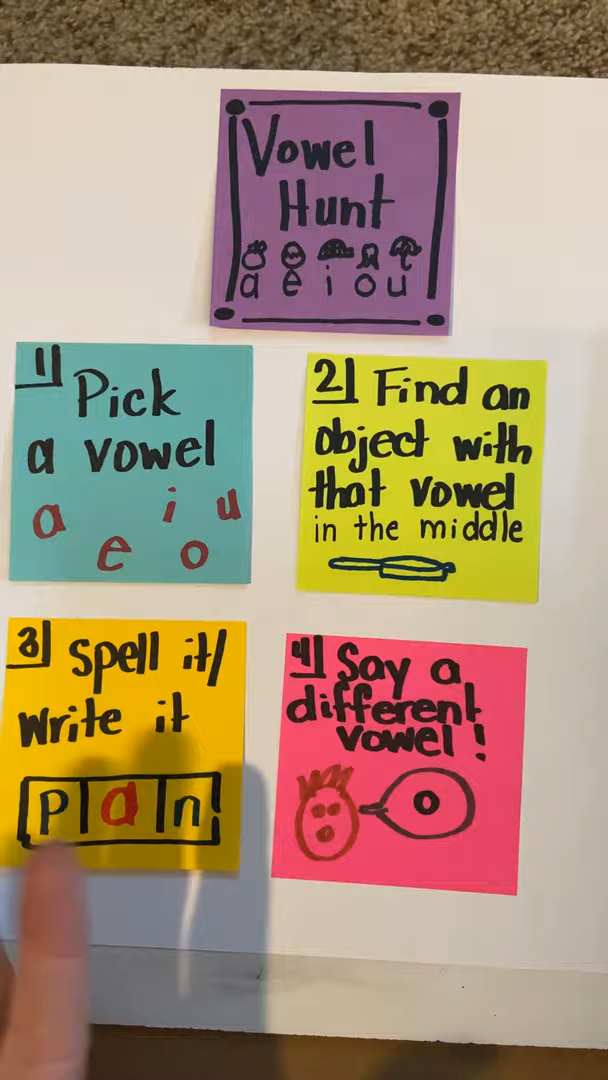 Vowel
Hunt
a e i o u
1) Pick
a vowel
a e i o u
2) Find an
object with
that vowel
in the middle
3) Spell it/
Write it
p a n
4) Say a
different
vowel!
o